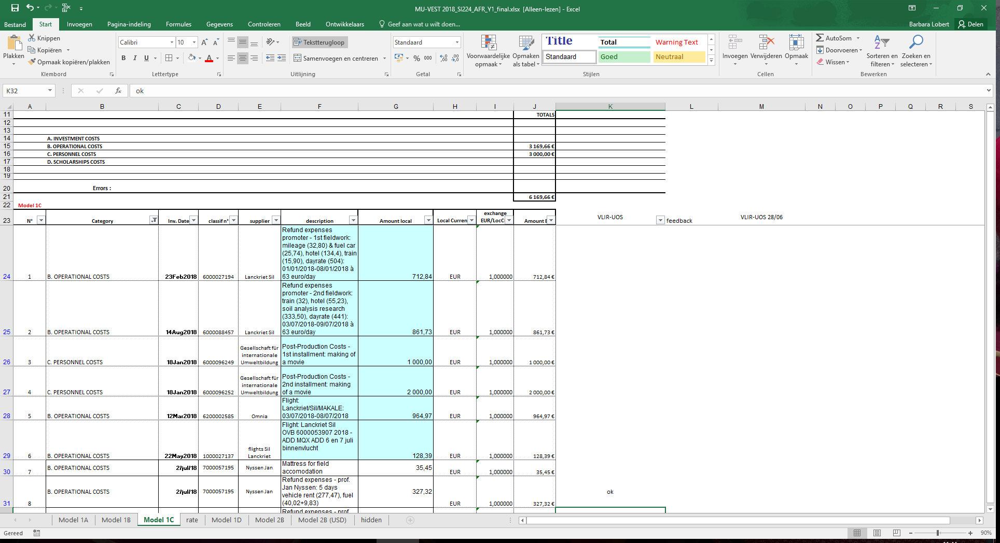 MU-VEST 2018_SI224_AFR_Y1_final.xlsx [Alleen-lezen] - Excel
Bestand Start Invoegen Pagina-indeling Formules Gegevens Controleren Beeld Ontwikkelaars Geef aan wat u wilt doen... Barbara Lobert Delen
Plakken
Knippen
Kopiëren
Opmaak kopiëren/plakken
Klembord
Calibri 10
B I U
Lettertype
Tekstterugloop
Samenvoegen en centreren
Uitlijning
Standaard
% 000
Getal
Voorwaardelijke opmaak
Opmaken als tabel
Title Total Warning Text
Standaard Goed Neutraal
Stijlen
Invoegen Verwijderen Opmaak
Cellen
AutoSom
Doorvoeren
Wissen
Sorteren en filteren
Zoeken en selecteren
Bewerken
K32 fx ok
A B C D E F G H I J K L M N O P Q R S
11 TOTALS
12
13
14 A. INVESTMENT COSTS
15 B. OPERATIONAL COSTS 3 169,66 €
16 C. PERSONNEL COSTS 3 000,00 €
17 D. SCHOLARSHIPS COSTS
18
19
20 Errors :
21 6 169,66 €
22 Model 1C
23 N° Category Inv. Date classif n° supplier description Amount local Local Curren exchange EUR/LocC Amount E VLIR-UOS feedback VLIR-UOS 28/06
24 1 B. OPERATIONAL COSTS 23Feb2018 6000027194 Lanckriet Sil Refund expenses promoter - 1st fieldwork: mileage (32,80) & fuel car (25,74), hotel (134,4), train (15,90), dayrate (504): 01/01/2018-08/01/2018 à 63 euro/day 712,84 EUR 1,000000 712,84 €
25 2 B. OPERATIONAL COSTS 14Aug2018 6000088457 Lanckriet Sil Refund expenses promoter - 2nd fieldwork: train (32), hotel (55,23), soil analysis research (333,50), dayrate (441): 03/07/2018-09/07/2018 à 63 euro/day 861,73 EUR 1,000000 861,73 €
26 3 C. PERSONNEL COSTS 18Jan2018 6000096249 Gesellschaft für internationale Umweltbildung Post-Production Costs - 1st installment: making of a movie 1 000,00 EUR 1,000000 1 000,00 €
27 4 C. PERSONNEL COSTS 18Jan2018 6000096252 Gesellschaft für internationale Umweltbildung Post-Production Costs - 2nd installment: making of a movie 2 000,00 EUR 1,000000 2 000,00 €
28 5 B. OPERATIONAL COSTS 12Mar2018 6200002585 Omnia Flight: Lanckriet/Sil/MAKALE: 03/07/2018-08/07/2018 964,97 EUR 1,000000 964,97 €
29 6 B. OPERATIONAL COSTS 22May2018 1000027137 flights Sil Lanckriet Flight: Lanckriet Sil OVB 6000053907 2018 - ADD MQX ADD 6 en 7 juli binnenvlucht 128,39 EUR 1,000000 128,39 €
30 7 B. OPERATIONAL COSTS 2/jul/18 7000057195 Nyssen Jan Mattress for field accomodation 35,45 EUR 1,000000 35,45 €
31 8 B. OPERATIONAL COSTS 2/jul/18 7000057195 Nyssen Jan Refund expenses - prof. Jan Nyssen: 5 days vehicle rent (277,47), fuel (40,02+9,83) 327,32 EUR 1,000000 327,32 € ok
Refund expenses - prof.
Model 1A Model 1B Model 1C rate Model 1D Model 2B Model 2B (USD) hidden
Gereed 90%